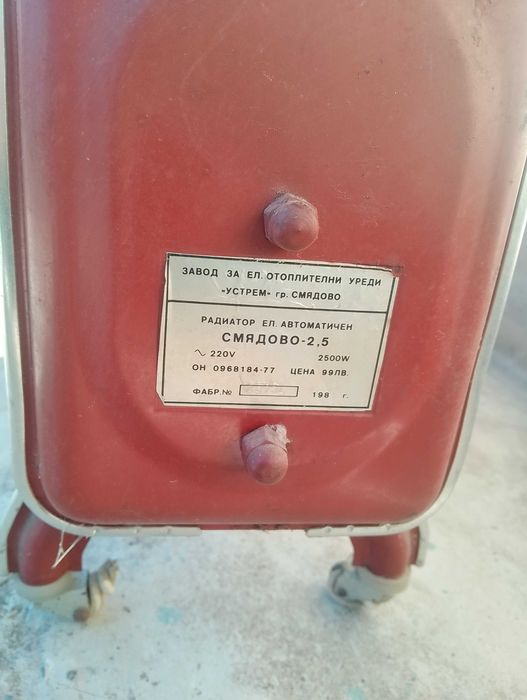 ЗАВОД ЗА ЕЛ. ОТОПЛИТЕЛНИ УРЕДИ
"УСТРЕМ" гр. СМЯДОВО
РАДИАТОР ЕЛ. АВТОМАТИЧЕН
СМЯДОВО-2,5
~ 220V 2500W
ОН 0968184-77 ЦЕНА 99ЛВ.
ФАБР.№ 198 г.